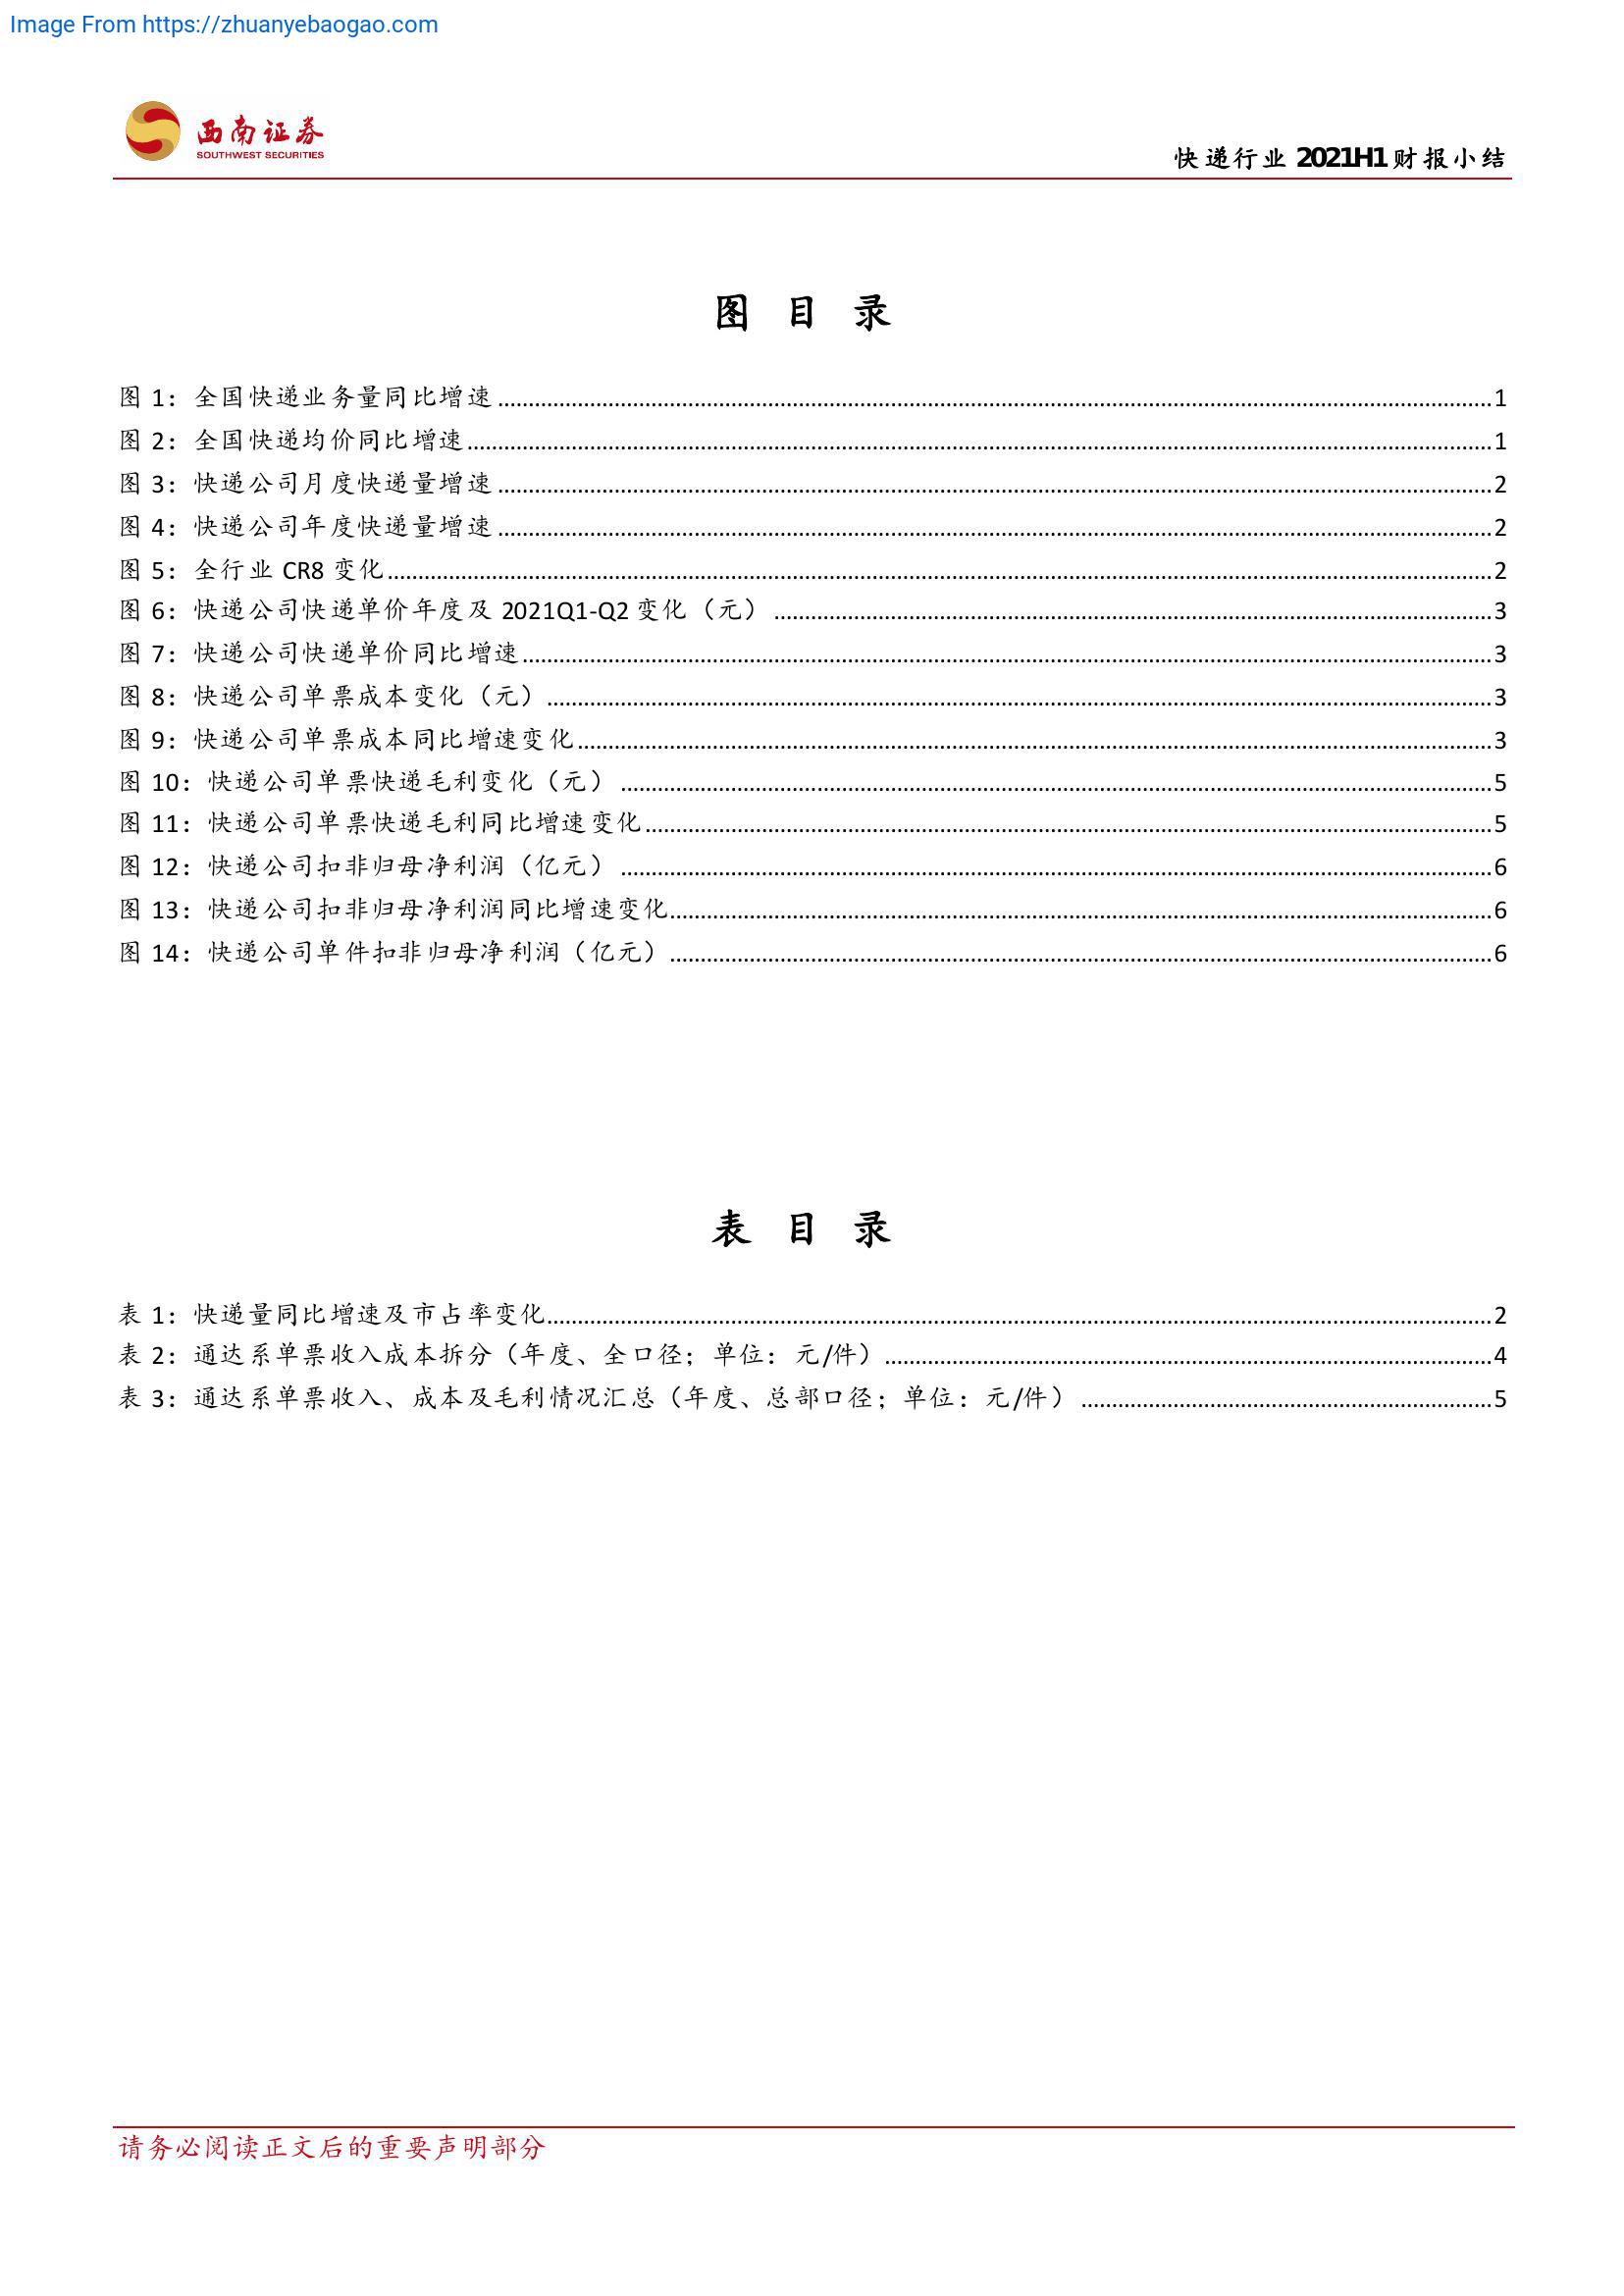 Image From https://zhuanyebaogao.com
西南证券
SOUTHWEST SECURITIES
快递行业 2021H1 财报小结
图 目 录
图 1：全国快递业务量同比增速 1
图 2：全国快递均价同比增速 1
图 3：快递公司月度快递量增速 2
图 4：快递公司年度快递量增速 2
图 5：全行业 CR8 变化 2
图 6：快递公司快递单价年度及 2021Q1-Q2 变化（元） 3
图 7：快递公司快递单价同比增速 3
图 8：快递公司单票成本变化（元） 3
图 9：快递公司单票成本同比增速变化 3
图 10：快递公司单票快递毛利变化（元） 5
图 11：快递公司单票快递毛利同比增速变化 5
图 12：快递公司扣非归母净利润（亿元） 6
图 13：快递公司扣非归母净利润同比增速变化 6
图 14：快递公司单件扣非归母净利润（亿元） 6
表 目 录
表 1：快递量同比增速及市占率变化 2
表 2：通达系单票收入成本拆分（年度、全口径；单位：元/件） 4
表 3：通达系单票收入、成本及毛利情况汇总（年度、总部口径；单位：元/件） 5
请务必阅读正文后的重要声明部分